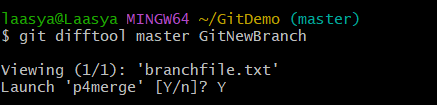 laasya@Laasya MINGW64 ~/GitDemo (master)
$ git difftool master GitNewBranch
Viewing (1/1): 'branchfile.txt'
Launch 'p4merge' [Y/n]? Y